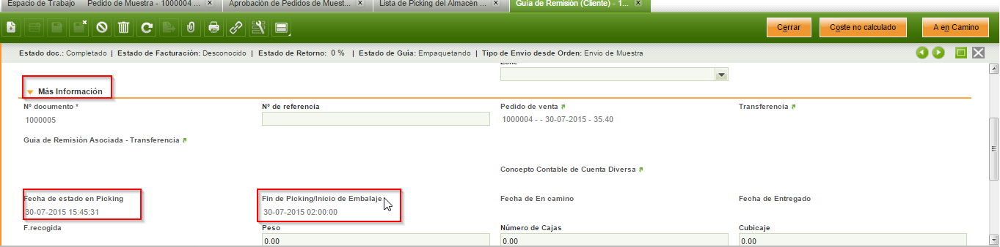 Espacio de Trabajo
Pedido de Muestra - 1000004 ...
Aprobación de Pedidos de Muest...
Lista de Picking del Almacén ...
Guía de Remisión (Cliente) - 1...
Cerrar
Coste no calculado
A en Camino
Estado doc.: Completado | Estado de Facturación: Desconocido | Estado de Retorno: 0 % | Estado de Guía: Empaquetando | Tipo de Envio desde Orden: Envio de Muestra
Zone
Más Información
Nº documento *
Nº de referencia
Pedido de venta
Transferencia
1000005
1000004 - - 30-07-2015 - 35.40
Guia de Remisiòn Asociada - Transferencia
Concepto Contable de Cuenta Diversa
Fecha de estado en Picking
Fin de Picking/Inicio de Embalaje
Fecha de En camino
Fecha de Entregado
30-07-2015 15:45:31
30-07-2015 02:00:00
F.recogida
Peso
Número de Cajas
Cubicaje
0.00
0.00
0.00